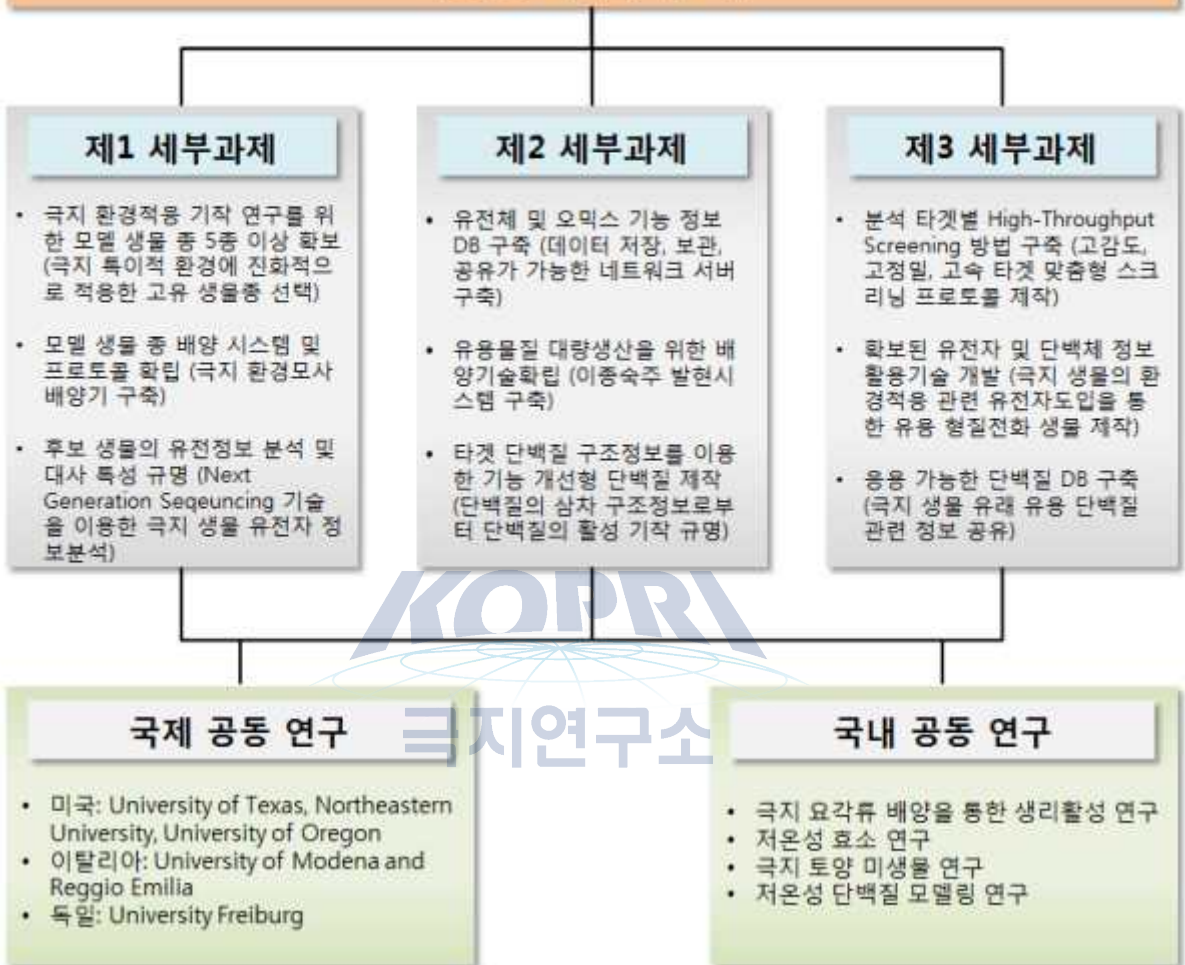 제1 세부과제
• 극지 환경적응 기작 연구를 위
한 모델 생물 종 5종 이상 확보
(극지 특이적 환경에 진화적으
로 적응한 고유 생물종 선택)
• 모델 생물 종 배양 시스템 및
프로토콜 확립 (극지 환경모사
배양기 구축)
• 후보 생물의 유전정보 분석 및
대사 특성 규명 (Next
Generation Seqeuncing 기술
을 이용한 극지 생물 유전자 정
보분석)
제2 세부과제
• 유전체 및 오믹스 기능 정보
DB 구축 (데이터 저장, 보관,
공유가 가능한 네트워크 서버
구축)
• 유용물질 대량생산을 위한 배
양기술확립 (이종숙주 발현시
스템 구축)
• 타겟 단백질 구조정보를 이용
한 기능 개선형 단백질 제작
(단백질의 삼차 구조정보로부
터 단백질의 활성 기작 규명)
제3 세부과제
• 분석 타겟별 High-Throughput
Screening 방법 구축 (고감도,
고정밀, 고속 타겟 맞춤형 스크
리닝 프로토콜 제작)
• 확보된 유전자 및 단백체 정보
활용기술 개발 (극지 생물의 환
경적응 관련 유전자도입을 통
한 유용 형질전화 생물 제작)
• 응용 가능한 단백질 DB 구축
(극지 생물 유래 유용 단백질
관련 정보 공유)
KOPRI
극지연구소
국제 공동 연구
• 미국: University of Texas, Northeastern
University, University of Oregon
• 이탈리아: University of Modena and
Reggio Emilia
• 독일: University Freiburg
국내 공동 연구
• 극지 요각류 배양을 통한 생리활성 연구
• 저온성 효소 연구
• 극지 토양 미생물 연구
• 저온성 단백질 모델링 연구